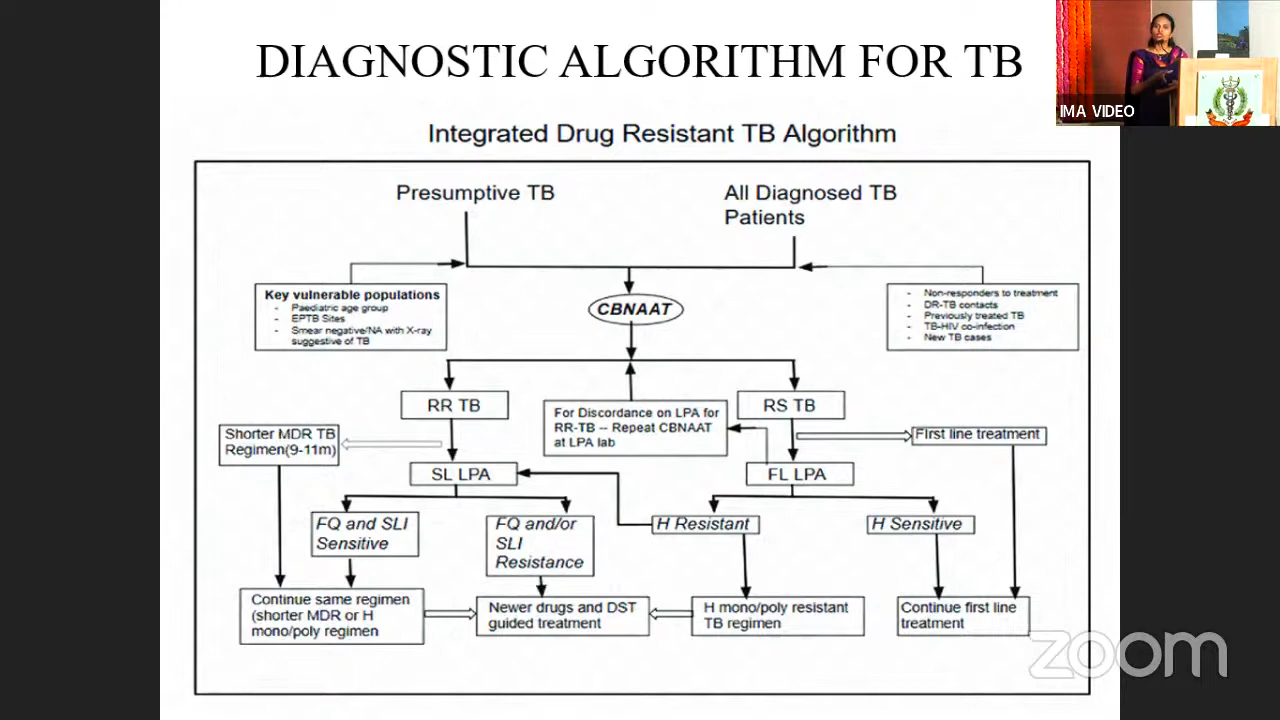 DIAGNOSTIC ALGORITHM FOR TB
IMA VIDEO
Integrated Drug Resistant TB Algorithm
Presumptive TB
All Diagnosed TB
Patients
Key vulnerable populations
- Paediatric age group
- EPTB Sites
- Smear negative/NA with X-ray
suggestive of TB
CBNAAT
- Non-responders to treatment
- DR-TB contacts
- Previously treated TB
- TB-HIV co-infection
- New TB cases
RR TB
For Discordance on LPA for
RR-TB -- Repeat CBNAAT
at LPA lab
RS TB
Shorter MDR TB
Regimen(9-11m)
First line treatment
SL LPA
FL LPA
FQ and SLI
Sensitive
FQ and/or
SLI
Resistance
H Resistant
H Sensitive
Continue same regimen
(shorter MDR or H
mono/poly regimen
Newer drugs and DST
guided treatment
H mono/poly resistant
TB regimen
Continue first line
treatment
zoom